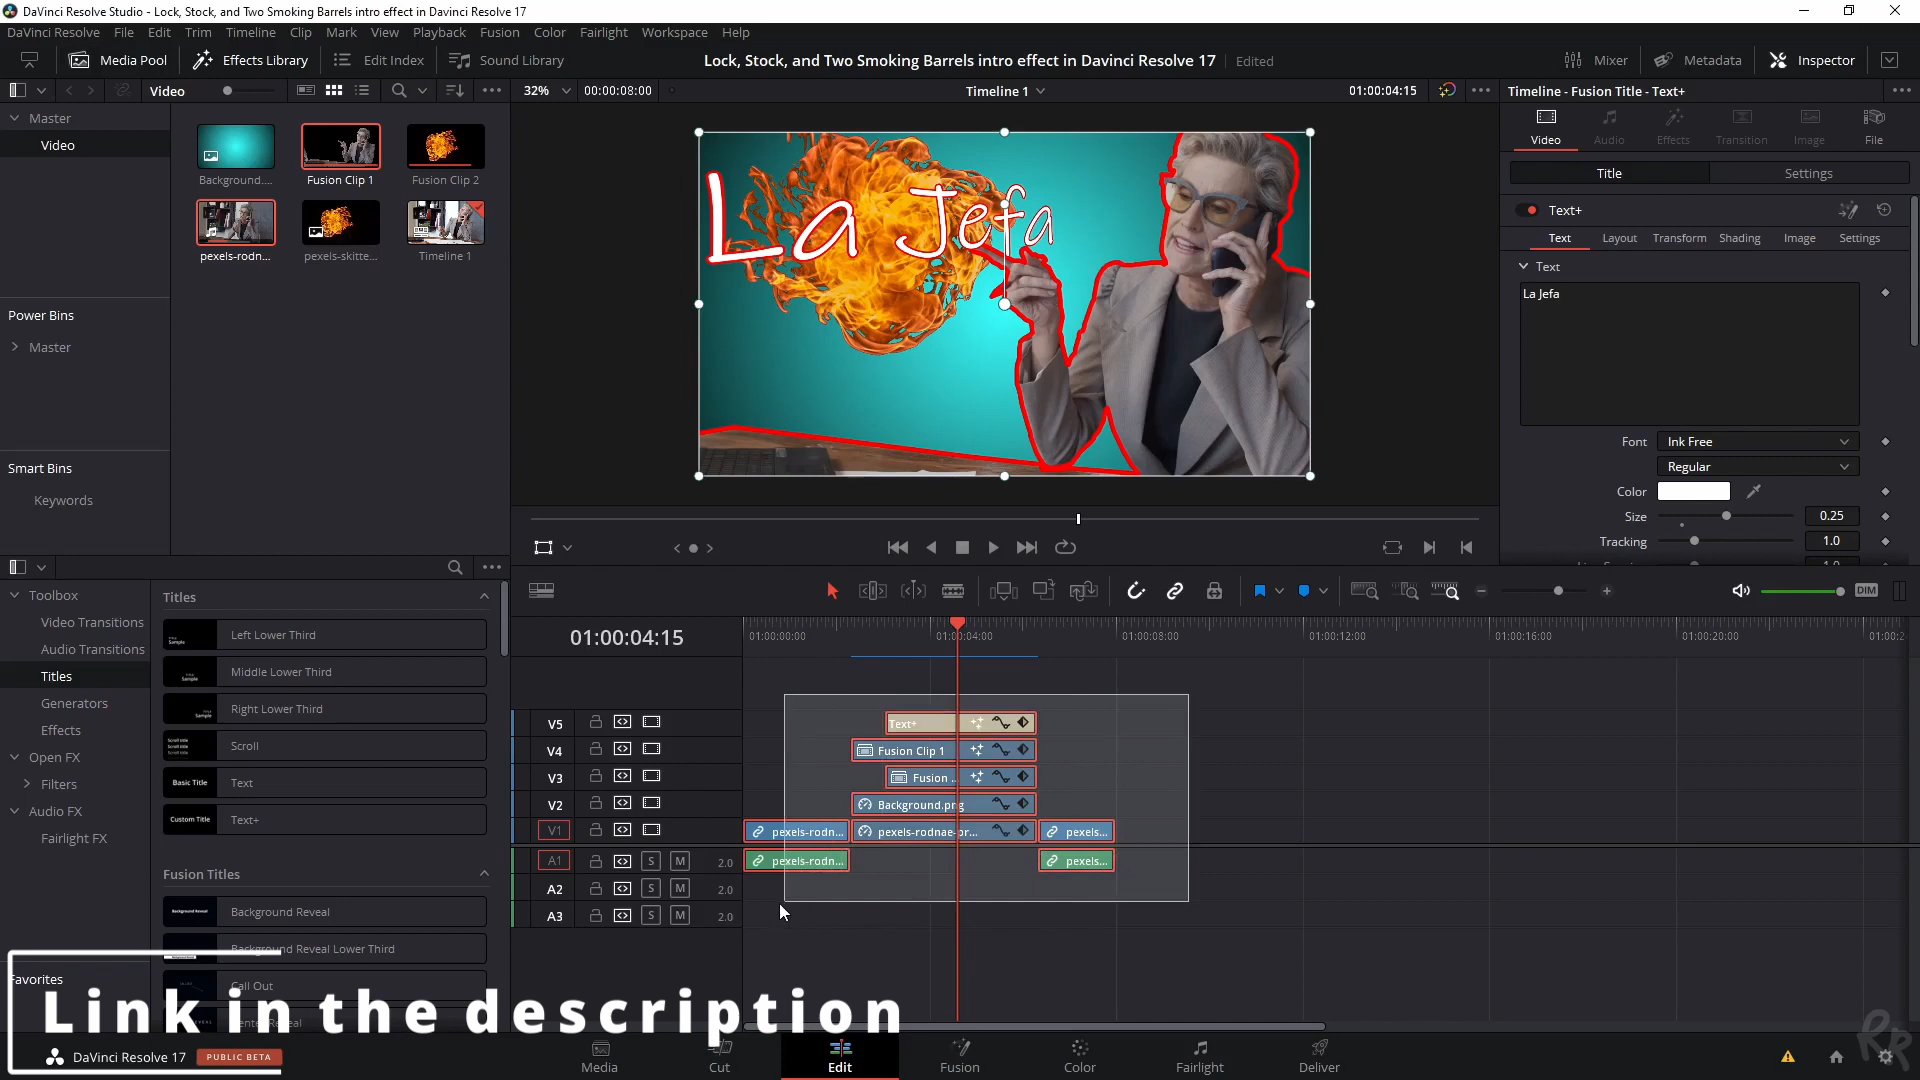 DaVinci Resolve Studio - Lock, Stock, and Two Smoking Barrels intro effect in Davinci Resolve 17
DaVinci Resolve File Edit Trim Timeline Clip Mark View Playback Fusion Color Fairlight Workspace Help
Media Pool Effects Library Edit Index Sound Library Lock, Stock, and Two Smoking Barrels intro effect in Davinci Resolve 17 Edited Mixer Metadata Inspector
Video 32% 00:00:08:00 Timeline 1 01:00:04:15 Timeline - Fusion Title - Text+
Master
Video
Background.... Fusion Clip 1 Fusion Clip 2
pexels-rodn... pexels-skitte... Timeline 1
Power Bins
Master
Smart Bins
Keywords
La Jefa
Video Audio Effects Transition Image File
Title Settings
Text+
Text Layout Transform Shading Image Settings
Text
La Jefa
Font Ink Free
Regular
Color
Size 0.25
Tracking 1.0
Toolbox
Video Transitions
Audio Transitions
Titles
Generators
Effects
Open FX
Filters
Audio FX
Fairlight FX
Favorites
Titles
Left Lower Third
Middle Lower Third
Right Lower Third
Scroll
Basic Title Text
Custom Title Text+
Fusion Titles
Background Reveal Background Reveal
Background Reveal Lower Third
Call Out
DIM
01:00:04:15 01:00:00:00 01:00:04:00 01:00:08:00 01:00:12:00 01:00:16:00 01:00:20:00
V5 Text+
V4 Fusion Clip 1
V3 Fusion ...
V2 Background.png
V1 pexels-rodn... pexels-rodnae-pr... pexels...
A1 S M 2.0 pexels-rodn... pexels...
A2 S M 2.0
A3 S M 2.0
Link in the description
DaVinci Resolve 17 PUBLIC BETA
Media Cut Edit Fusion Color Fairlight Deliver
RR